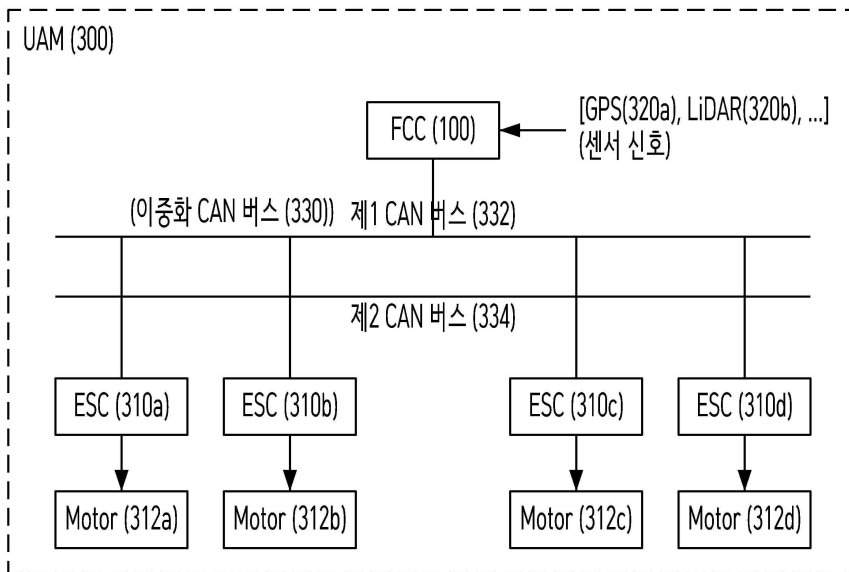 UAM (300)
FCC (100)
[GPS(320a), LiDAR(320b), ...]
(센서 신호)
(이중화 CAN 버스 (330)) 제1 CAN 버스 (332)
제2 CAN 버스 (334)
ESC (310a) ESC (310b) ESC (310c) ESC (310d)
Motor (312a) Motor (312b) Motor (312c) Motor (312d)